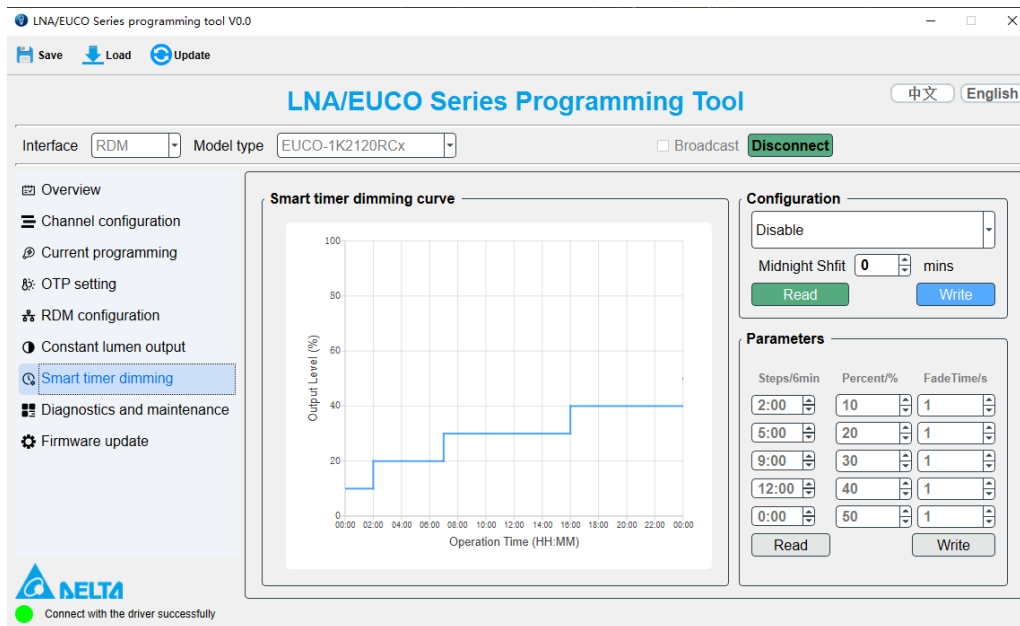 LNA/EUCO Series programming tool V0.0
Save Load Update
LNA/EUCO Series Programming Tool
中文 English
Interface RDM Model type EUCO-1K2120RCx Broadcast Disconnect
Overview
Channel configuration
Current programming
OTP setting
RDM configuration
Constant lumen output
Smart timer dimming
Diagnostics and maintenance
Firmware update
Smart timer dimming curve
100
80
60
40
20
0
Output Level (%)
00:00 02:00 04:00 06:00 08:00 10:00 12:00 14:00 16:00 18:00 20:00 22:00 00:00
Operation Time (HH:MM)
Configuration
Disable
Midnight Shfit 0 mins
Read Write
Parameters
Steps/6min Percent/% FadeTime/s
2:00 10 1
5:00 20 1
9:00 30 1
12:00 40 1
0:00 50 1
Read Write
DELTA
Connect with the driver successfully